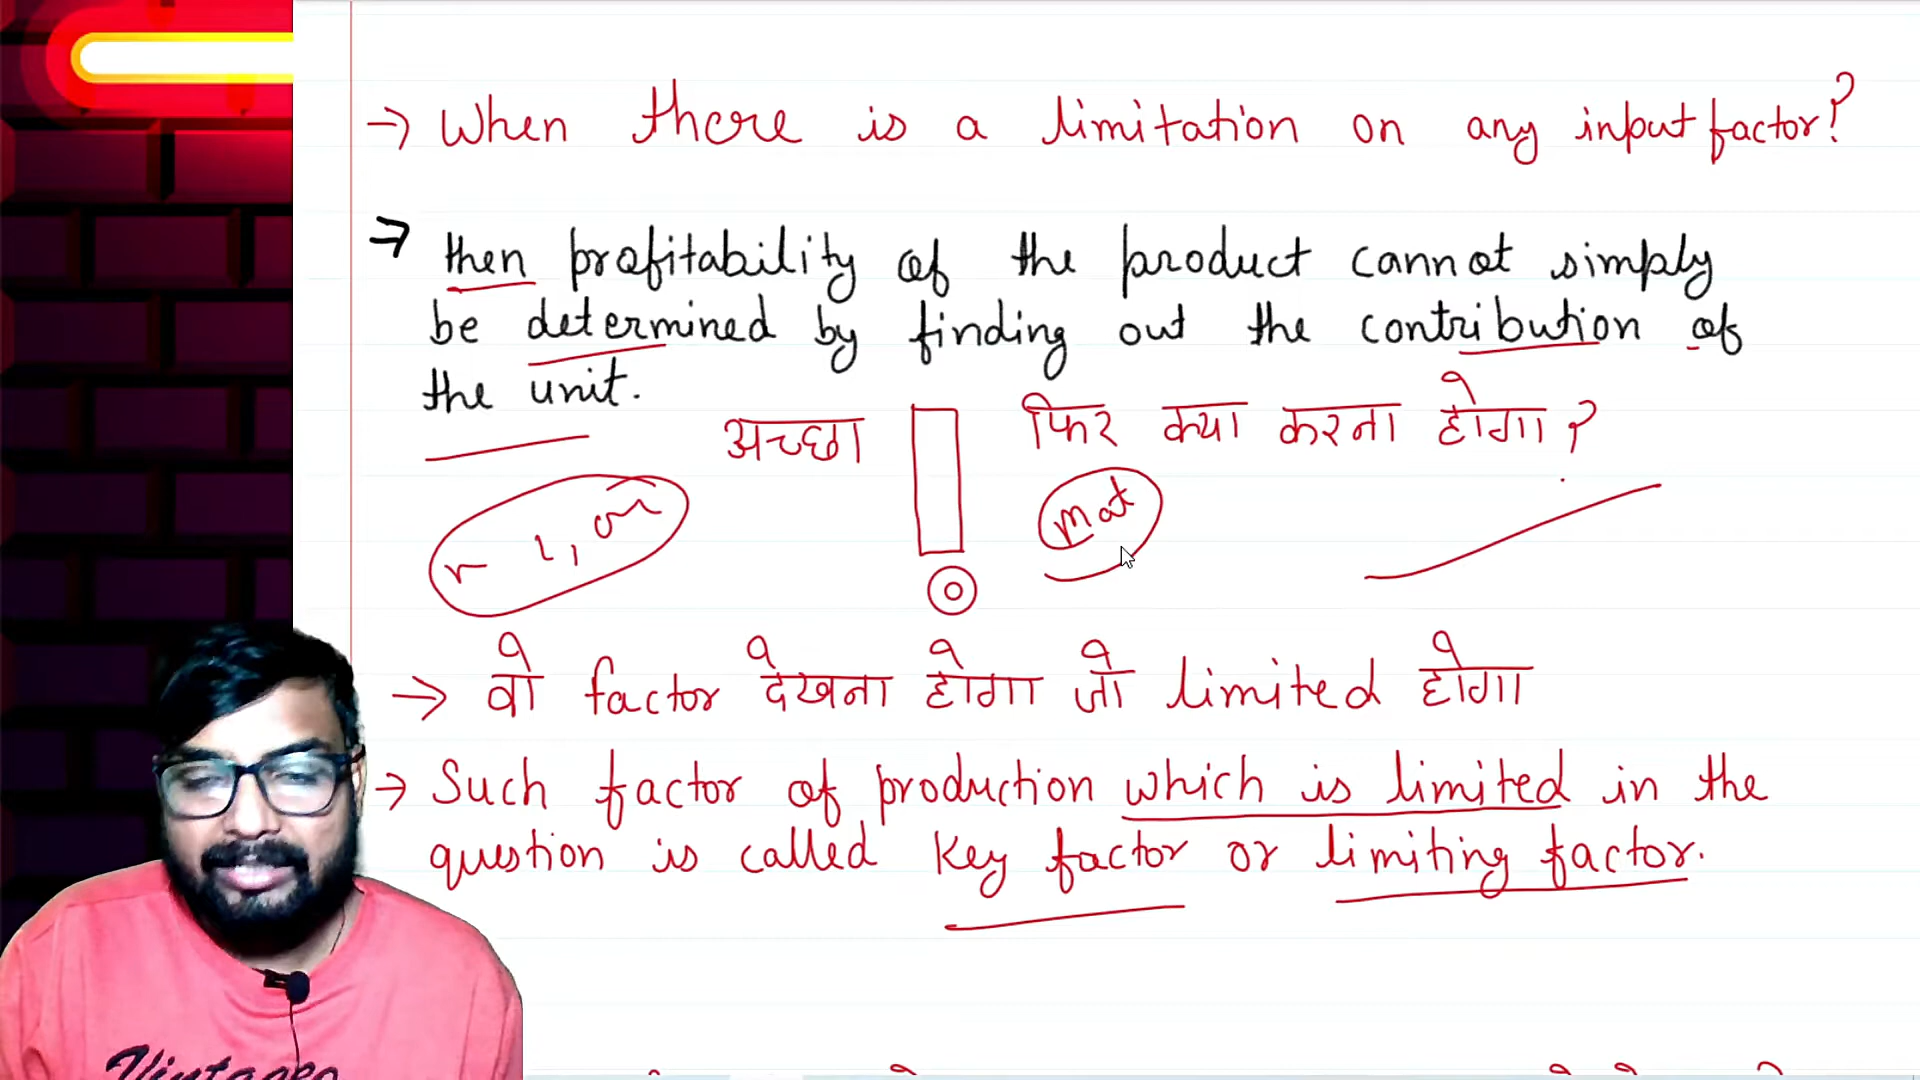 → When there is a limitation on any input factor?
⇒ then profitability of the product cannot simply
be determined by finding out the contribution of
the unit.
अच्छा ! फिर क्या करना होगा ?
mat
→ वो factor देखना होगा जो limited होगा
→ Such factor of production which is limited in the
question is called Key factor or limiting factor.